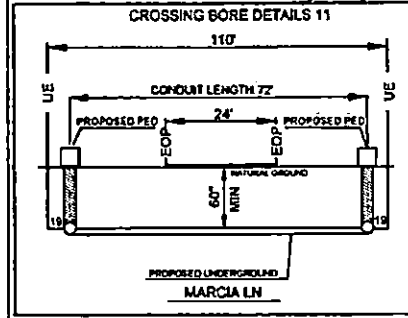 CROSSING BORE DETAILS 11
110'
UE
UE
CONDUIT LENGTH 72'
PROPOSED PED
24'
PROPOSED PED
EOP
EOP
NATURAL GROUND
60" MIN
19
19
PROPOSED UNDERGROUND
MARCIA LN